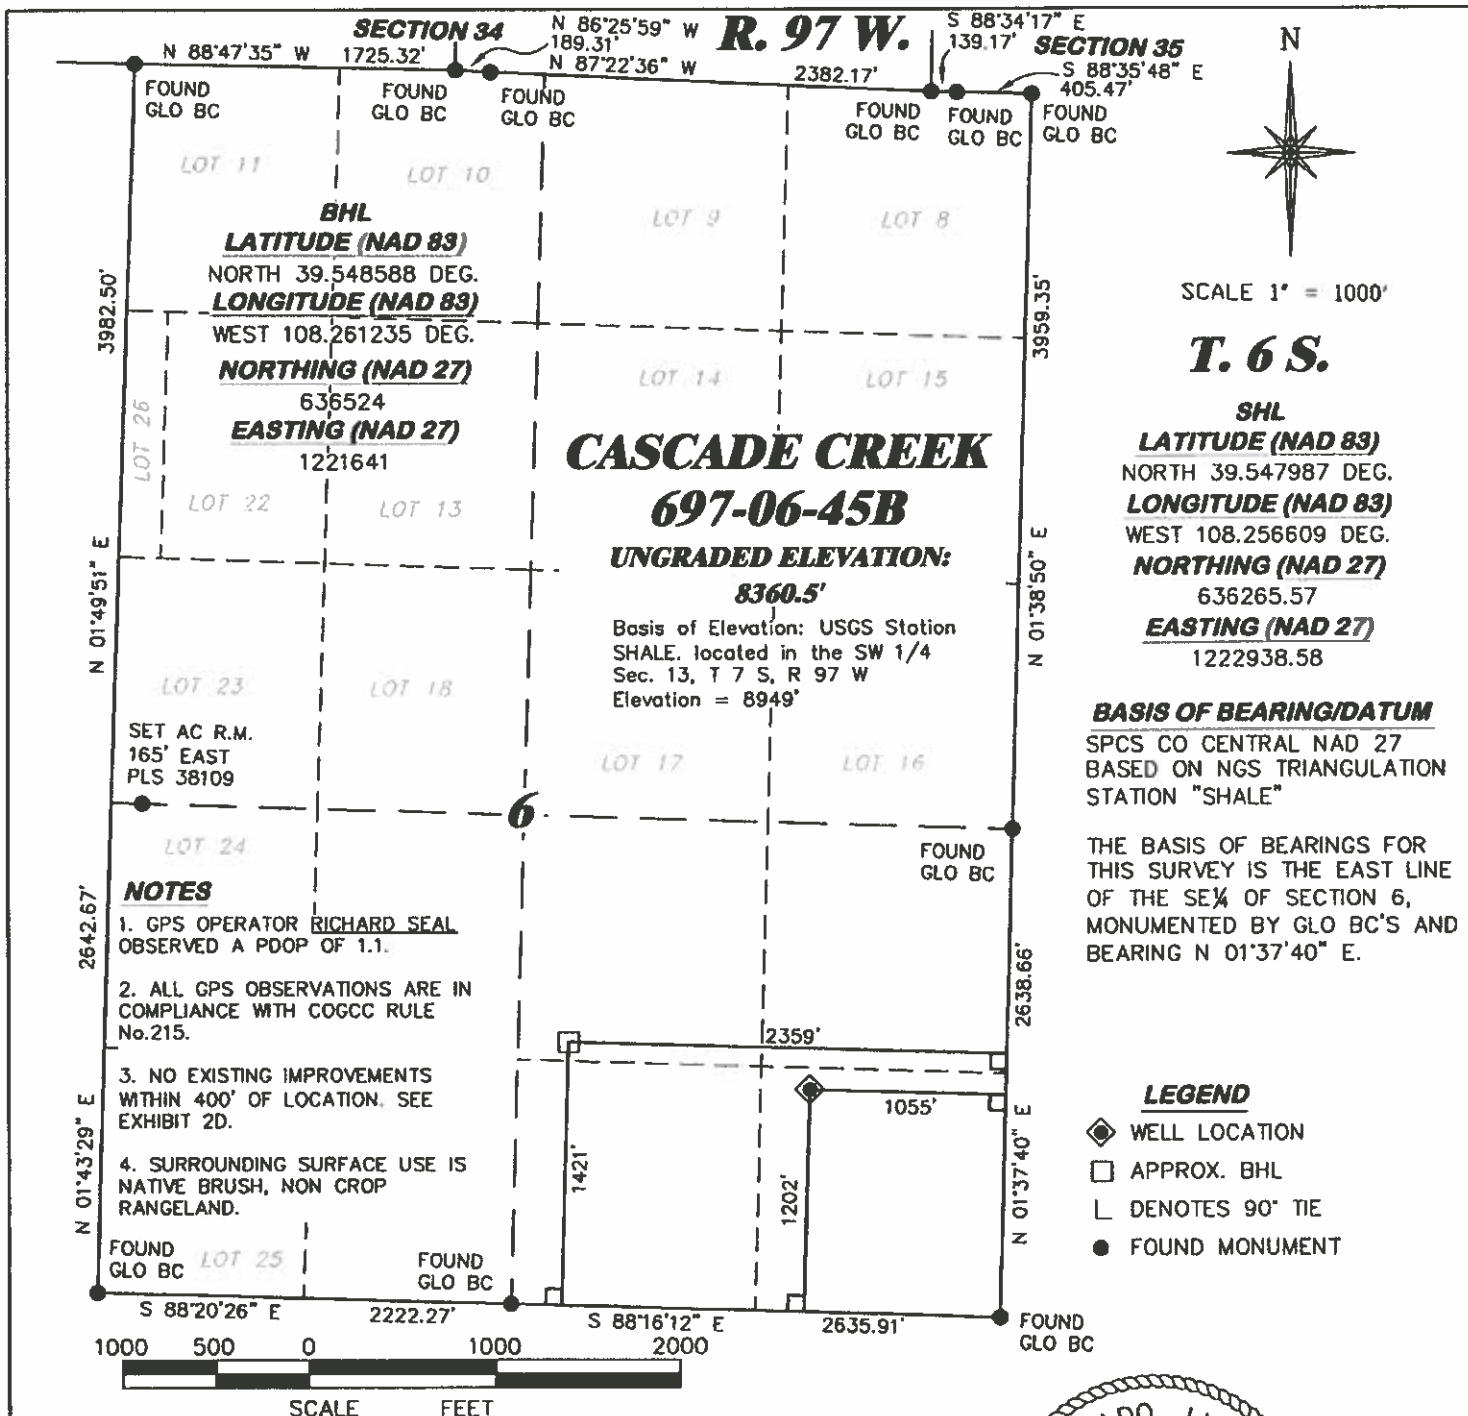 SECTION 34
N 86°25'59" W
189.31'
R. 97 W.
S 88°34'17" E
139.17'
SECTION 35
N 88°47'35" W
1725.32'
N 87°22'36" W
2382.17'
S 88°35'48" E
405.47'
N
FOUND
GLO BC
FOUND
GLO BC
FOUND
GLO BC
FOUND
GLO BC
FOUND
GLO BC
FOUND
GLO BC
LOT 11
LOT 10
LOT 9
LOT 8
BHL
LATITUDE (NAD 83)
NORTH 39.548588 DEG.
LONGITUDE (NAD 83)
WEST 108.261235 DEG.
NORTHING (NAD 27)
636524
EASTING (NAD 27)
1221641
3982.50'
3959.35'
SCALE 1" = 1000'
T. 6 S.
SHL
LATITUDE (NAD 83)
NORTH 39.547987 DEG.
LONGITUDE (NAD 83)
WEST 108.256609 DEG.
NORTHING (NAD 27)
636265.57
EASTING (NAD 27)
1222938.58
LOT 14
LOT 15
LOT 26
LOT 22
LOT 13
CASCADE CREEK
697-06-45B
UNGRADED ELEVATION:
8360.5'
Basis of Elevation: USGS Station
SHALE. located in the SW 1/4
Sec. 13, T 7 S, R 97 W
Elevation = 8949'
N 01°49'51" E
N 01°38'50" E
LOT 23
LOT 18
LOT 17
LOT 16
SET AC R.M.
165' EAST
PLS 38109
6
LOT 24
FOUND
GLO BC
BASIS OF BEARING/DATUM
SPCS CO CENTRAL NAD 27
BASED ON NGS TRIANGULATION
STATION "SHALE"
THE BASIS OF BEARINGS FOR
THIS SURVEY IS THE EAST LINE
OF THE SE¼ OF SECTION 6,
MONUMENTED BY GLO BC'S AND
BEARING N 01°37'40" E.
NOTES
1. GPS OPERATOR RICHARD SEAL
OBSERVED A PDOP OF 1.1.
2. ALL GPS OBSERVATIONS ARE IN
COMPLIANCE WITH COGCC RULE
No.215.
3. NO EXISTING IMPROVEMENTS
WITHIN 400' OF LOCATION. SEE
EXHIBIT 2D.
4. SURROUNDING SURFACE USE IS
NATIVE BRUSH, NON CROP
RANGELAND.
2642.67'
2638.66'
N 01°43'29" E
N 01°37'40" E
2359'
1055'
1421'
1202'
LEGEND
WELL LOCATION
APPROX. BHL
DENOTES 90° TIE
FOUND MONUMENT
FOUND
GLO BC
LOT 25
FOUND
GLO BC
S 88°20'26" E
2222.27'
S 88°16'12" E
2635.91'
FOUND
GLO BC
1000 500 0 1000 2000
SCALE FEET